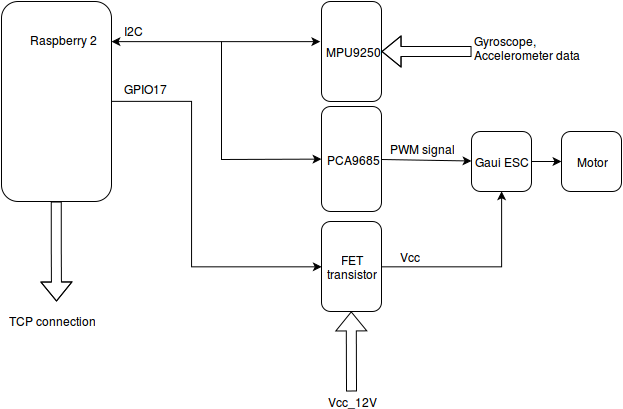 Raspberry 2
I2C
MPU9250
Gyroscope,
Accelerometer data
GPIO17
PCA9685
PWM signal
Gaui ESC
Motor
FET
transistor
Vcc
TCP connection
Vcc_12V